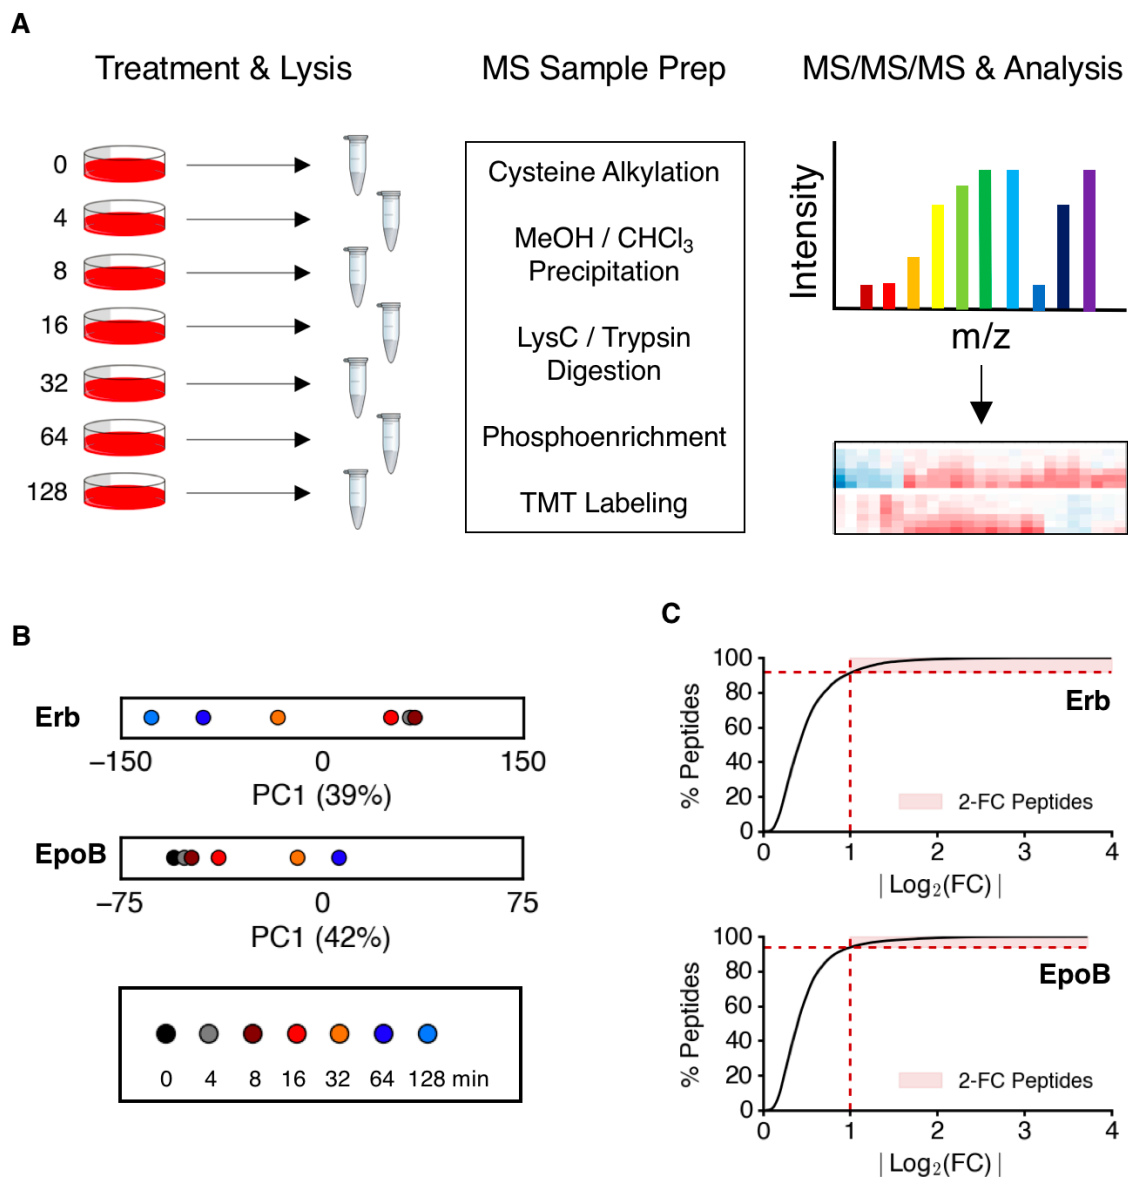 A
Treatment & Lysis
MS Sample Prep
MS/MS/MS & Analysis
0
4
8
16
32
64
128
Cysteine Alkylation
MeOH / CHCl₃
Precipitation
LysC / Trypsin
Digestion
Phosphoenrichment
TMT Labeling
Intensity
m/z
B
Erb
−150 0 150
PC1 (39%)
EpoB
−75 0 75
PC1 (42%)
0 4 8 16 32 64 128 min
C
100
80
60
40
20
0
% Peptides
Erb
2-FC Peptides
0 1 2 3 4
| Log₂(FC) |
100
80
60
40
20
0
% Peptides
EpoB
2-FC Peptides
0 1 2 3 4
| Log₂(FC) |